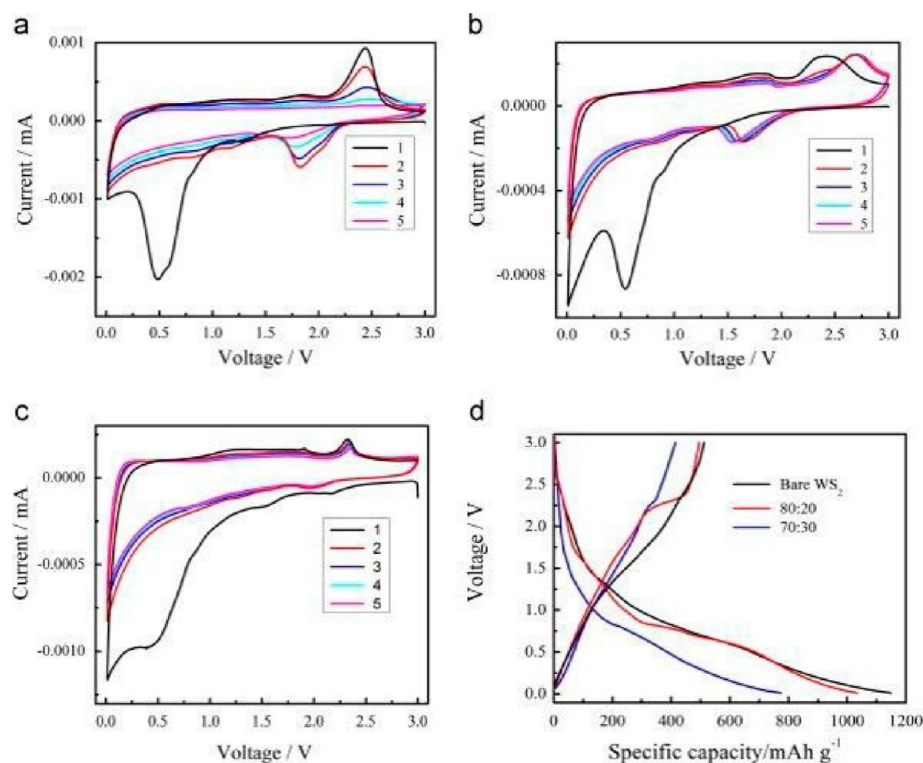 a
0.001
0.000
-0.001
-0.002
Current / mA
0.0 0.5 1.0 1.5 2.0 2.5 3.0
Voltage / V
1
2
3
4
5
b
0.0000
-0.0004
-0.0008
Current / mA
0.0 0.5 1.0 1.5 2.0 2.5 3.0
Voltage / V
1
2
3
4
5
c
0.0000
-0.0005
-0.0010
Current / mA
0.0 0.5 1.0 1.5 2.0 2.5 3.0
Voltage / V
1
2
3
4
5
d
3.0
2.5
2.0
1.5
1.0
0.5
0.0
Voltage / V
0 200 400 600 800 1000 1200
Specific capacity/mAh g⁻¹
Bare WS₂
80:20
70:30